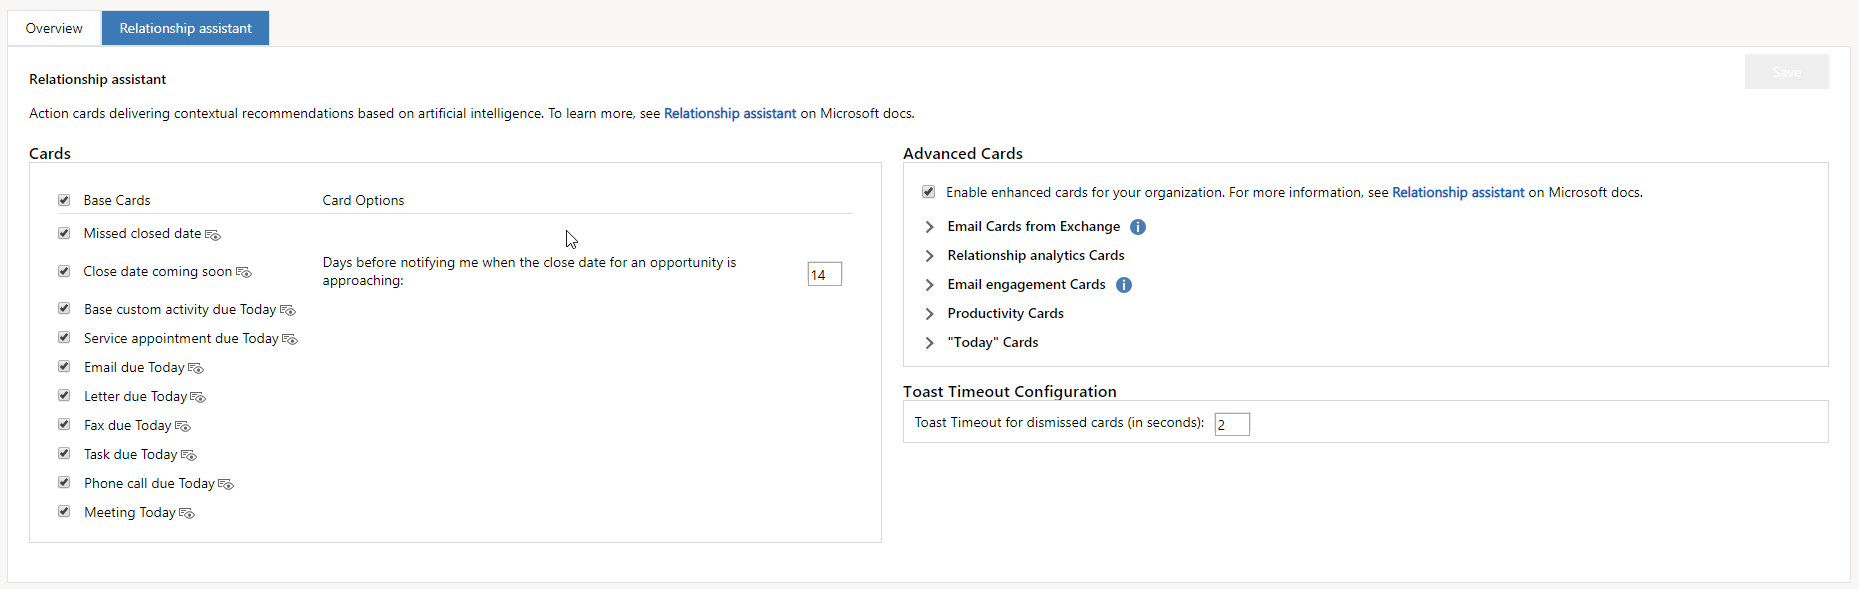 Overview
Relationship assistant
Save
Relationship assistant
Action cards delivering contextual recommendations based on artificial intelligence. To learn more, see Relationship assistant on Microsoft docs.
Cards
Base Cards
Card Options
Missed closed date
Close date coming soon
Days before notifying me when the close date for an opportunity is
approaching:
14
Base custom activity due Today
Service appointment due Today
Email due Today
Letter due Today
Fax due Today
Task due Today
Phone call due Today
Meeting Today
Advanced Cards
Enable enhanced cards for your organization. For more information, see Relationship assistant on Microsoft docs.
Email Cards from Exchange
Relationship analytics Cards
Email engagement Cards
Productivity Cards
"Today" Cards
Toast Timeout Configuration
Toast Timeout for dismissed cards (in seconds): 2